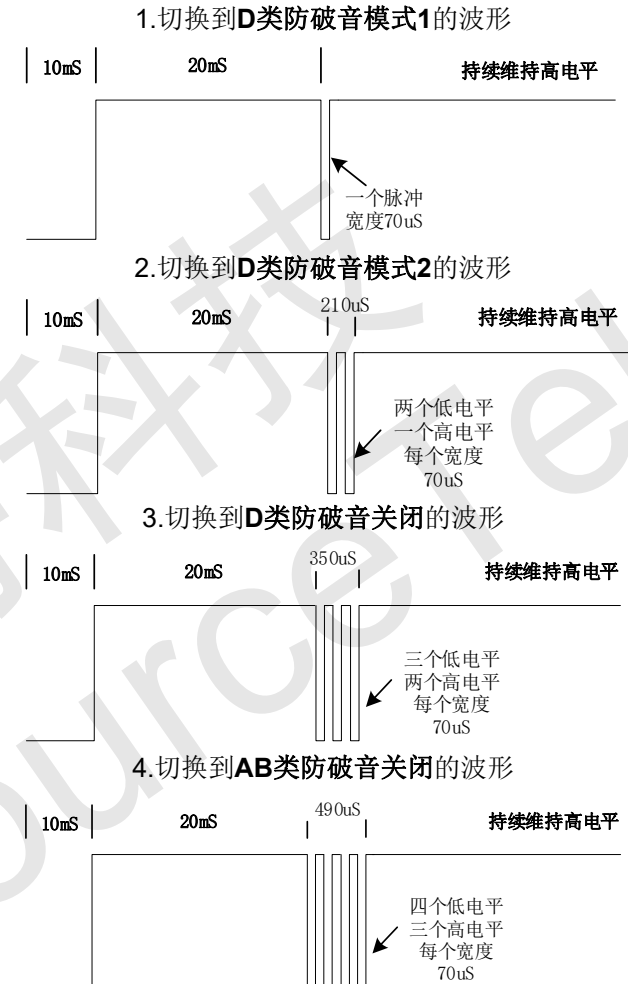 1.切换到D类防破音模式1的波形
10mS 20mS 持续维持高电平
一个脉冲
宽度70uS
2.切换到D类防破音模式2的波形
210uS
10mS 20mS 持续维持高电平
两个低电平
一个高电平
每个宽度
70uS
3.切换到D类防破音关闭的波形
350uS
10mS 20mS 持续维持高电平
三个低电平
两个高电平
每个宽度
70uS
4.切换到AB类防破音关闭的波形
490uS
10mS 20mS 持续维持高电平
四个低电平
三个高电平
每个宽度
70uS
科技
ourceTe